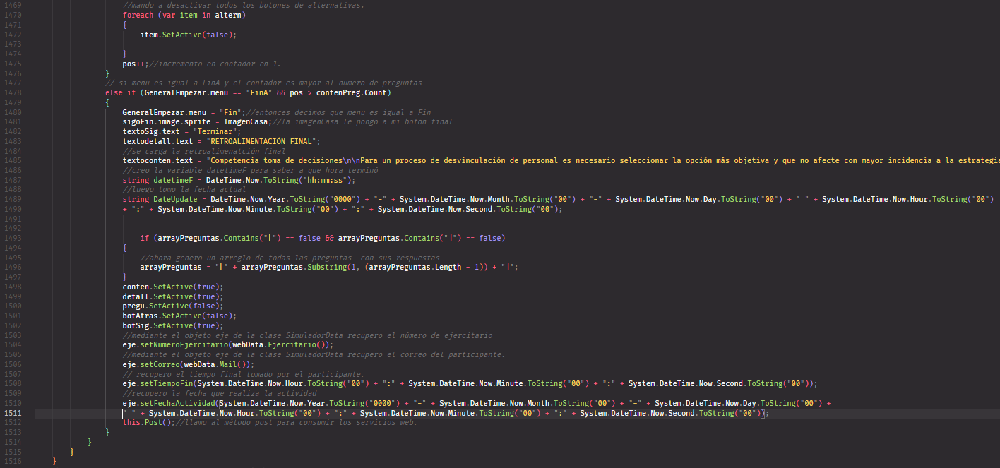 1469 //mando a desactivar todos los botones de alternativas.
1470 foreach (var item in altern)
1471 {
1472 item.SetActive(false);
1473
1474 }
1475 pos++;//incremento en contador en 1.
1476 }
1477 // si menu es igual a FinA y el contador es mayor al numero de preguntas
1478 else if (GeneralEmpezar.menu == "FinA" && pos > contenPreg.Count)
1479 {
1480 GeneralEmpezar.menu = "Fin";//entonces decimos que menu es igual a Fin
1481 sigoFin.image.sprite = ImagenCasa;//la imagenCasa le pongo a mi botón final
1482 textoSig.text = "Terminar";
1483 textodetall.text = "RETROALIMENTACIÓN FINAL";
1484 //se carga la retroalimenatción final
1485 textoconten.text = "Competencia toma de decisiones\n\nPara un proceso de desvinculación de personal es necesario seleccionar la opción más objetiva y que no afecte con mayor incidencia a la estrategia
1486 //creo la variable datetimeF para saber a que hora terminó
1487 string datetimeF = DateTime.Now.ToString("hh:mm:ss");
1488 //luego tomo la fecha actual
1489 string DateUpdate = DateTime.Now.Year.ToString("0000") + "-" + System.DateTime.Now.Month.ToString("00") + "-" + System.DateTime.Now.Day.ToString("00") + " " + System.DateTime.Now.Hour.ToString("00")
1490 + ":" + System.DateTime.Now.Minute.ToString("00") + ":" + System.DateTime.Now.Second.ToString("00");
1491
1492
1493 if (arrayPreguntas.Contains("[") == false && arrayPreguntas.Contains("]") == false)
1494 {
1495 //ahora genero un arreglo de todas las preguntas  con sus respuestas
1496 arrayPreguntas = "[" + arrayPreguntas.Substring(1, (arrayPreguntas.Length - 1)) + "]";
1497 }
1498 conten.SetActive(true);
1499 detall.SetActive(true);
1500 pregu.SetActive(false);
1501 botAtras.SetActive(false);
1502 botSig.SetActive(true);
1503 //mediante el objeto eje de la clase SimuladorData recupero el número de ejercitario
1504 eje.setNumeroEjercitario(webData.Ejercitario());
1505 //mediante el objeto eje de la clase SimuladorData recupero el correo del participante.
1506 eje.setCorreo(webData.Mail());
1507 // recupero el tiempo final tomado por el participante.
1508 eje.setTiempoFin(System.DateTime.Now.Hour.ToString("00") + ":" + System.DateTime.Now.Minute.ToString("00") + ":" + System.DateTime.Now.Second.ToString("00"));
1509 //recupero la fecha que realiza la actividad
1510 eje.setFechaActividad(System.DateTime.Now.Year.ToString("0000") + "-" + System.DateTime.Now.Month.ToString("00") + "-" + System.DateTime.Now.Day.ToString("00") +
1511 " " + System.DateTime.Now.Hour.ToString("00") + ":" + System.DateTime.Now.Minute.ToString("00") + ":" + System.DateTime.Now.Second.ToString("00"));
1512 this.Post();//llamo al método post para consumir los servicios web.
1513 }
1514 }
1515 }
1516 }